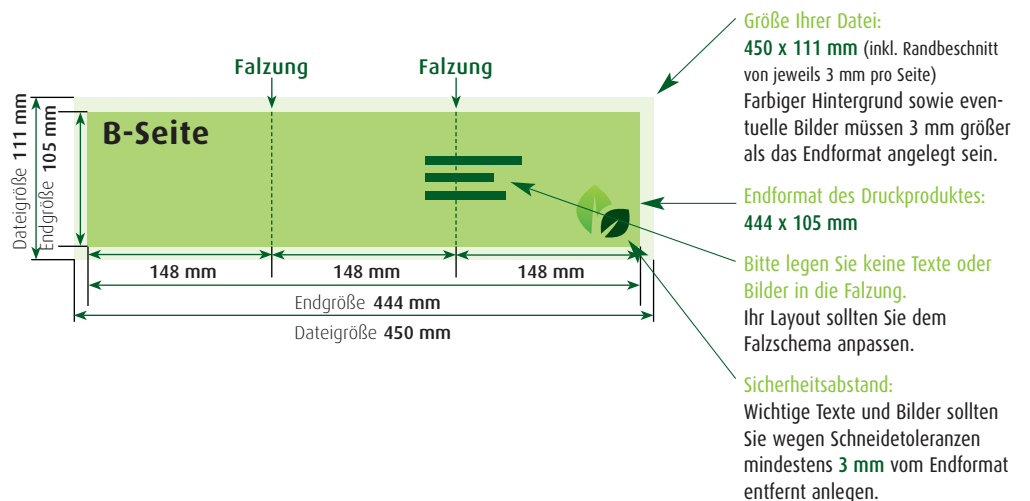 Falzung
Falzung
B-Seite
Dateigröße 111 mm
Endgröße 105 mm
148 mm
148 mm
148 mm
Endgröße 444 mm
Dateigröße 450 mm
Größe Ihrer Datei:
450 x 111 mm (inkl. Randbeschnitt
von jeweils 3 mm pro Seite)
Farbiger Hintergrund sowie even-
tuelle Bilder müssen 3 mm größer
als das Endformat angelegt sein.
Endformat des Druckproduktes:
444 x 105 mm
Bitte legen Sie keine Texte oder
Bilder in die Falzung.
Ihr Layout sollten Sie dem
Falzschema anpassen.
Sicherheitsabstand:
Wichtige Texte und Bilder sollten
Sie wegen Schneidetoleranzen
mindestens 3 mm vom Endformat
entfernt anlegen.